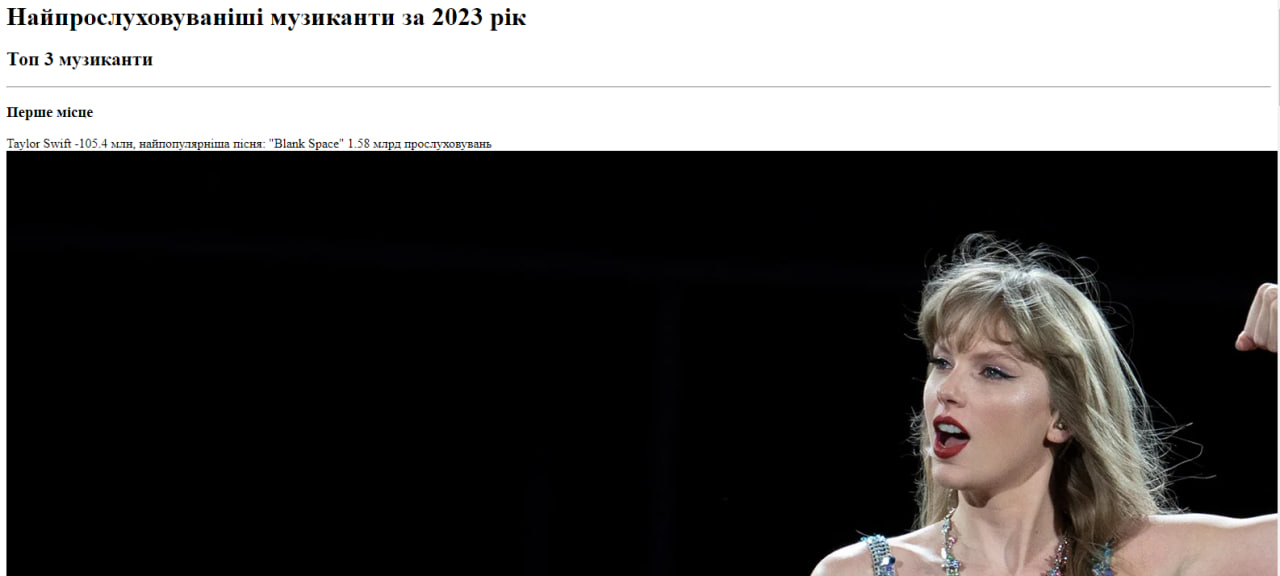 Найпрослуховуваніші музиканти за 2023 рік
Топ 3 музиканти
Перше місце
Taylor Swift -105.4 млн, найпопулярніша пісня: "Blank Space" 1.58 млрд прослуховувань